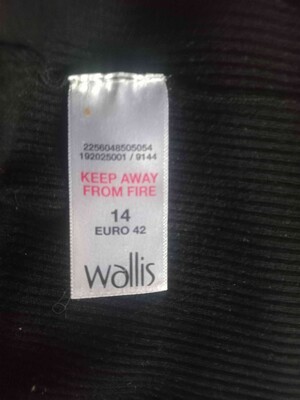 2256048505054
192025001 / 9144
KEEP AWAY
FROM FIRE
14
EURO 42
wallis